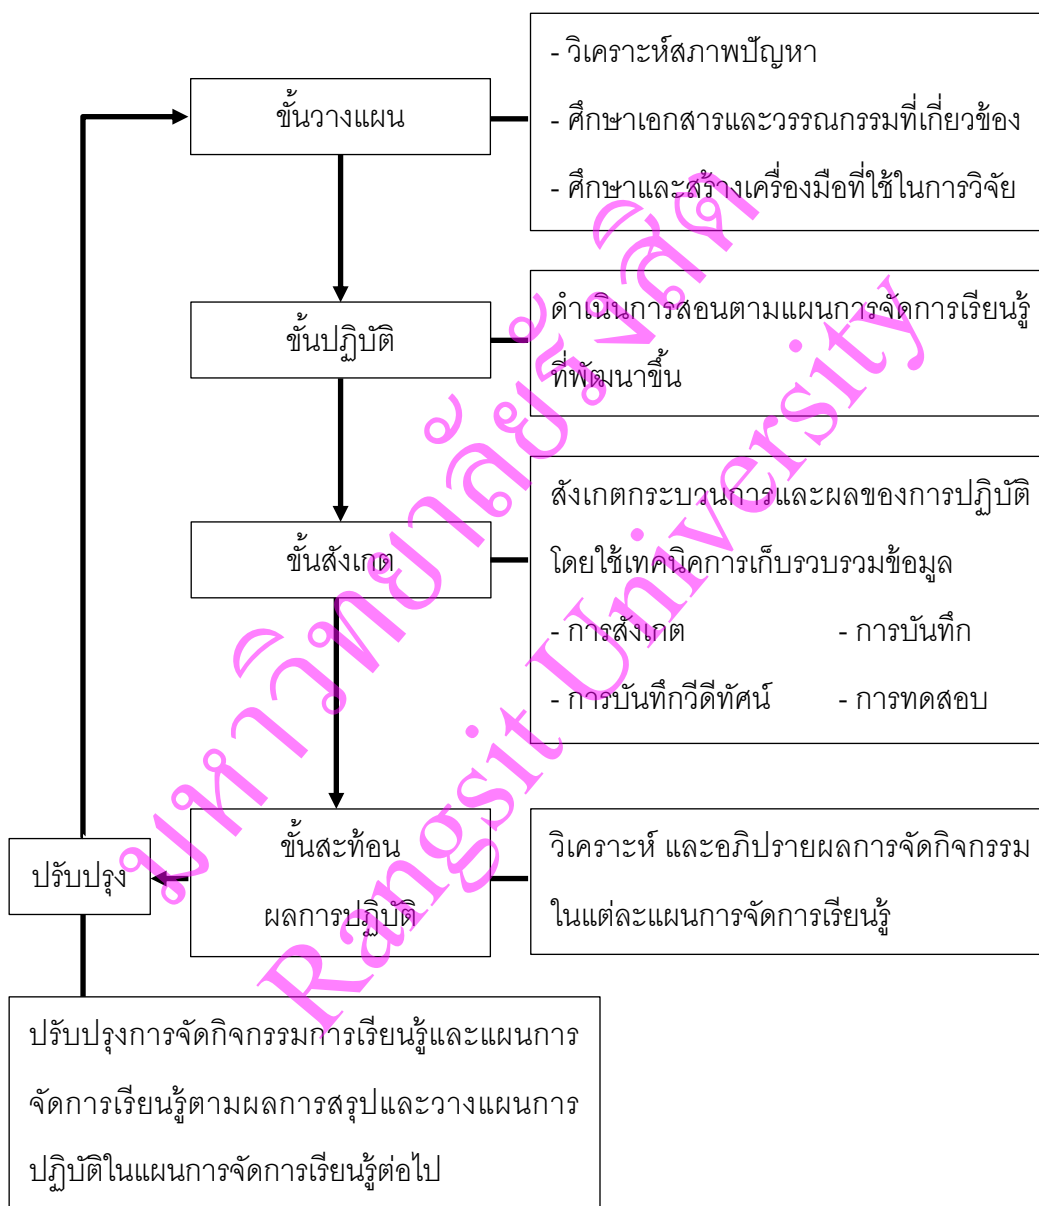 ขั้นวางแผน
- วิเคราะห์สภาพปัญหา
- ศึกษาเอกสารและวรรณกรรมที่เกี่ยวข้อง
- ศึกษาและสร้างเครื่องมือที่ใช้ในการวิจัย
ขั้นปฏิบัติ
ดำเนินการสอนตามแผนการจัดการเรียนรู้
ที่พัฒนาขึ้น
ขั้นสังเกต
สังเกตกระบวนการและผลของการปฏิบัติ
โดยใช้เทคนิคการเก็บรวบรวมข้อมูล
- การสังเกต - การบันทึก
- การบันทึกวีดีทัศน์ - การทดสอบ
ขั้นสะท้อน
ผลการปฏิบัติ
วิเคราะห์ และอภิปรายผลการจัดกิจกรรม
ในแต่ละแผนการจัดการเรียนรู้
ปรับปรุง
ปรับปรุงการจัดกิจกรรมการเรียนรู้และแผนการ
จัดการเรียนรู้ตามผลการสรุปและวางแผนการ
ปฏิบัติในแผนการจัดการเรียนรู้ต่อไป
มหาวิทยาลัยรังสิต
Rangsit University